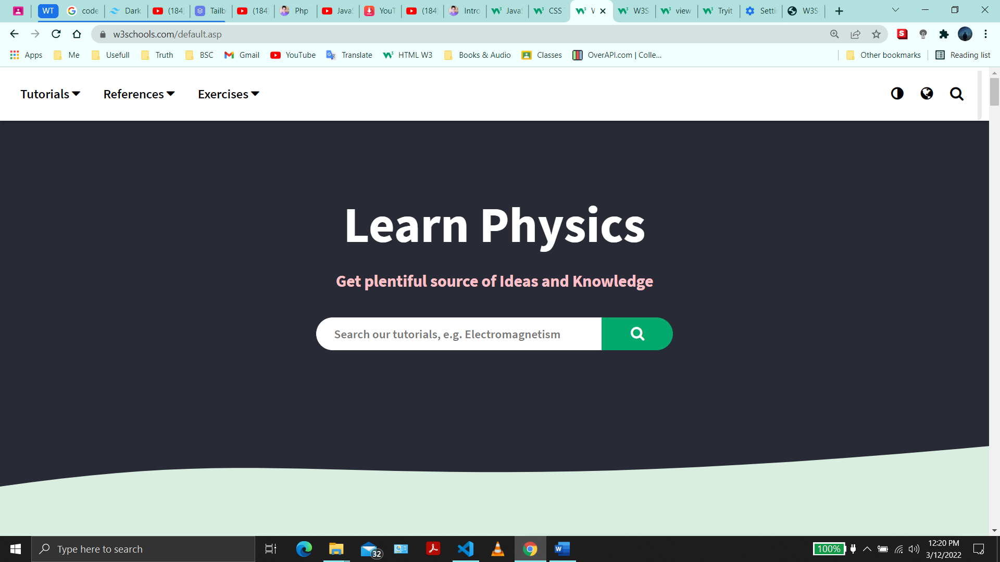 WT
code
Dark
(184
Tailb
(184
Php
Java
YouT
(184
Intro
Java
CSS
W3S
view
Tryit
Setti
W3S
w3schools.com/default.asp
Apps
Me
Usefull
Truth
BSC
Gmail
YouTube
Translate
HTML W3
Books & Audio
Classes
OverAPI.com | Colle...
Other bookmarks
Reading list
Tutorials
References
Exercises
Learn Physics
Get plentiful source of Ideas and Knowledge
Search our tutorials, e.g. Electromagnetism
Type here to search
32
100%
12:20 PM
3/12/2022